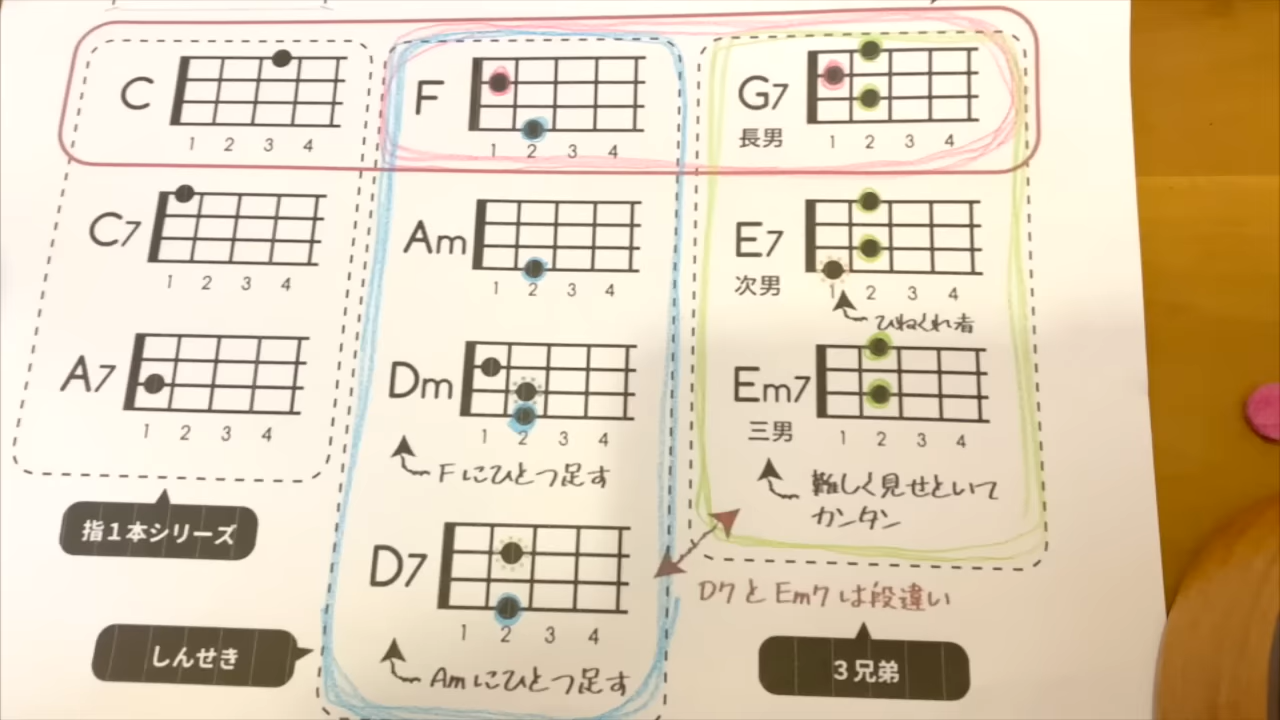 C
1 2 3 4
F
1 2 3 4
G7
長男
1 2 3 4
C7
1 2 3 4
Am
1 2 3 4
E7
次男
1 2 3 4
ひねくれ者
A7
1 2 3 4
Dm
1 2 3 4
Fにひとつ足す
Em7
三男
1 2 3 4
難しく見せといて
カンタン
指1本シリーズ
D7
1 2 3 4
Amにひとつ足す
D7とEm7は段違い
しんせき
3兄弟